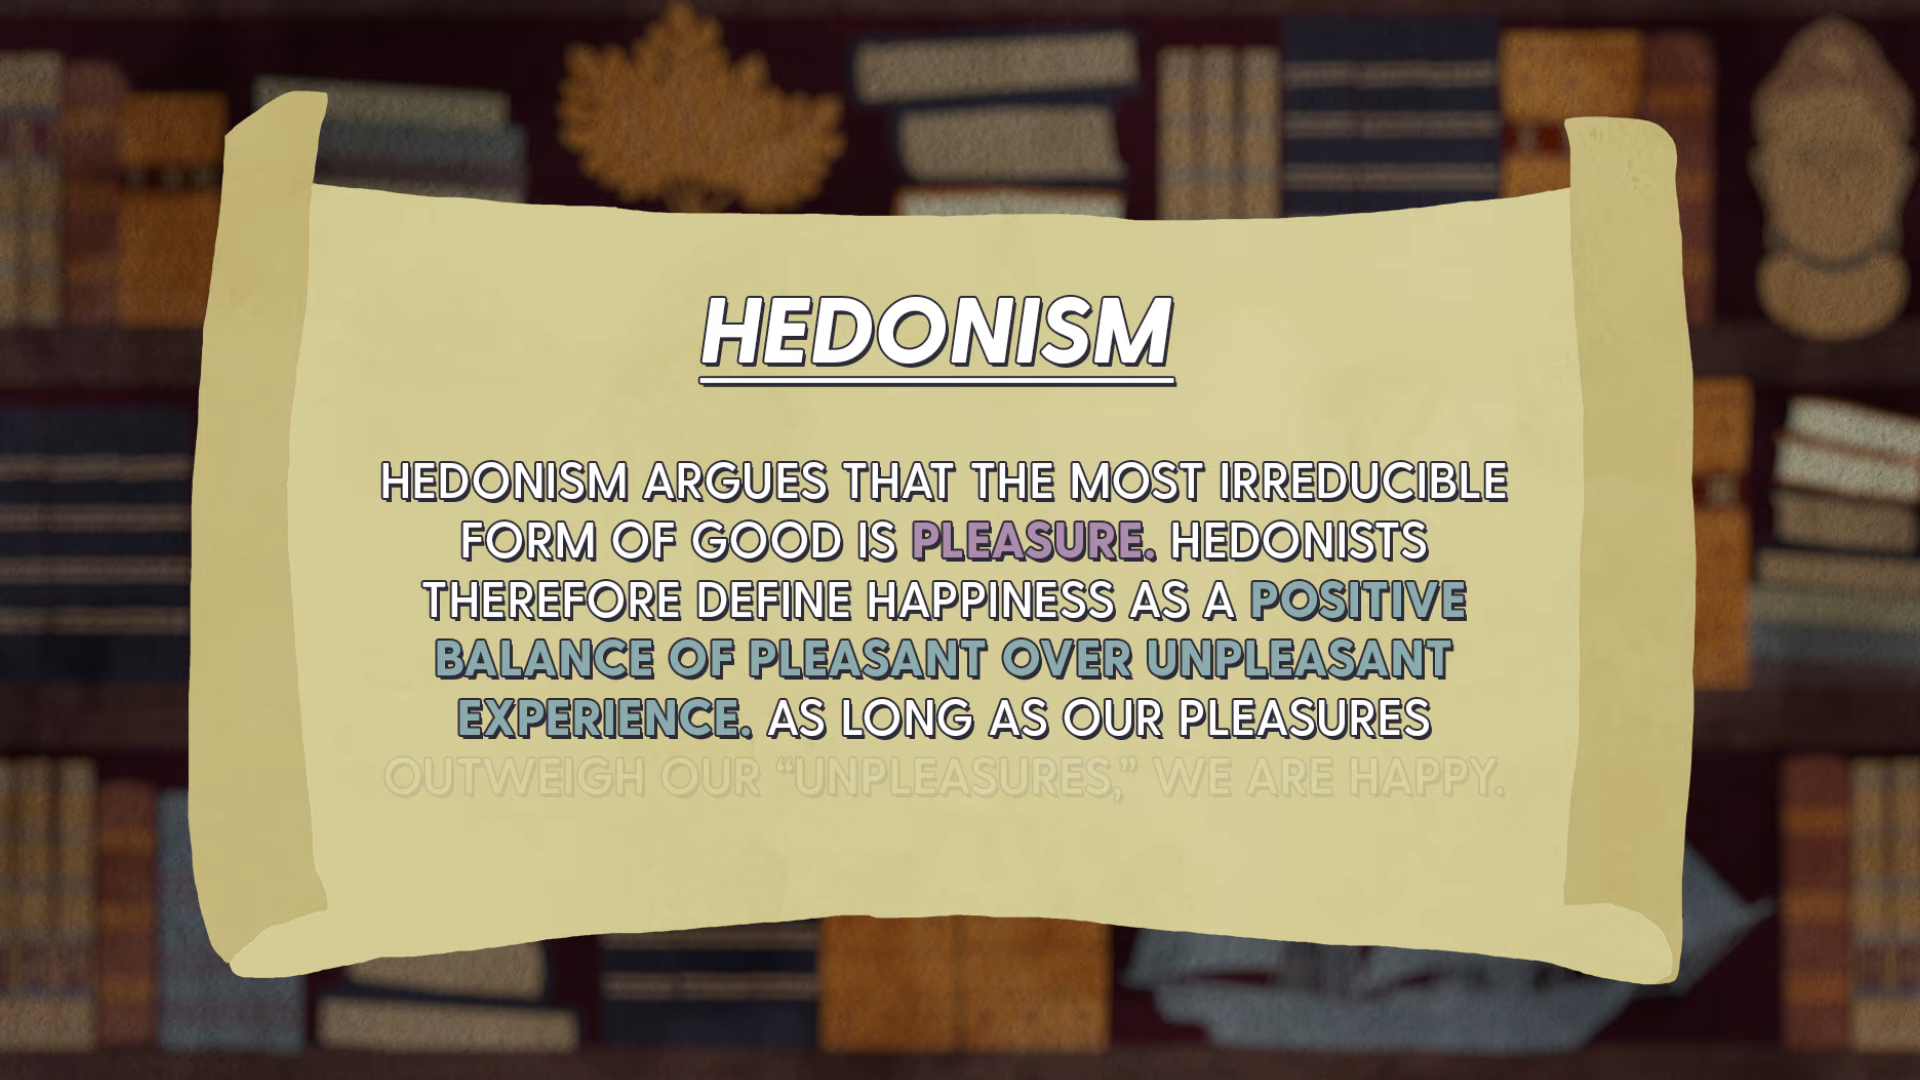 HEDONISM
HEDONISM ARGUES THAT THE MOST IRREDUCIBLE
FORM OF GOOD IS PLEASURE. HEDONISTS
THEREFORE DEFINE HAPPINESS AS A POSITIVE
BALANCE OF PLEASANT OVER UNPLEASANT
EXPERIENCE. AS LONG AS OUR PLEASURES
OUTWEIGH OUR “UNPLEASURES,” WE ARE HAPPY.